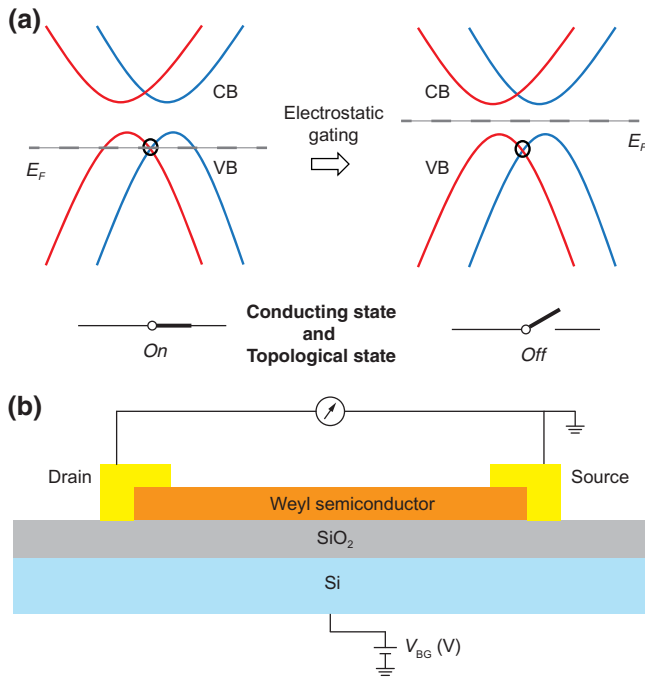 (a)
CB
CB
Electrostatic
gating
E_F
VB
VB
E_F
Conducting state
and
Topological state
On
Off
(b)
Drain
Source
Weyl semiconductor
SiO₂
Si
V_BG (V)